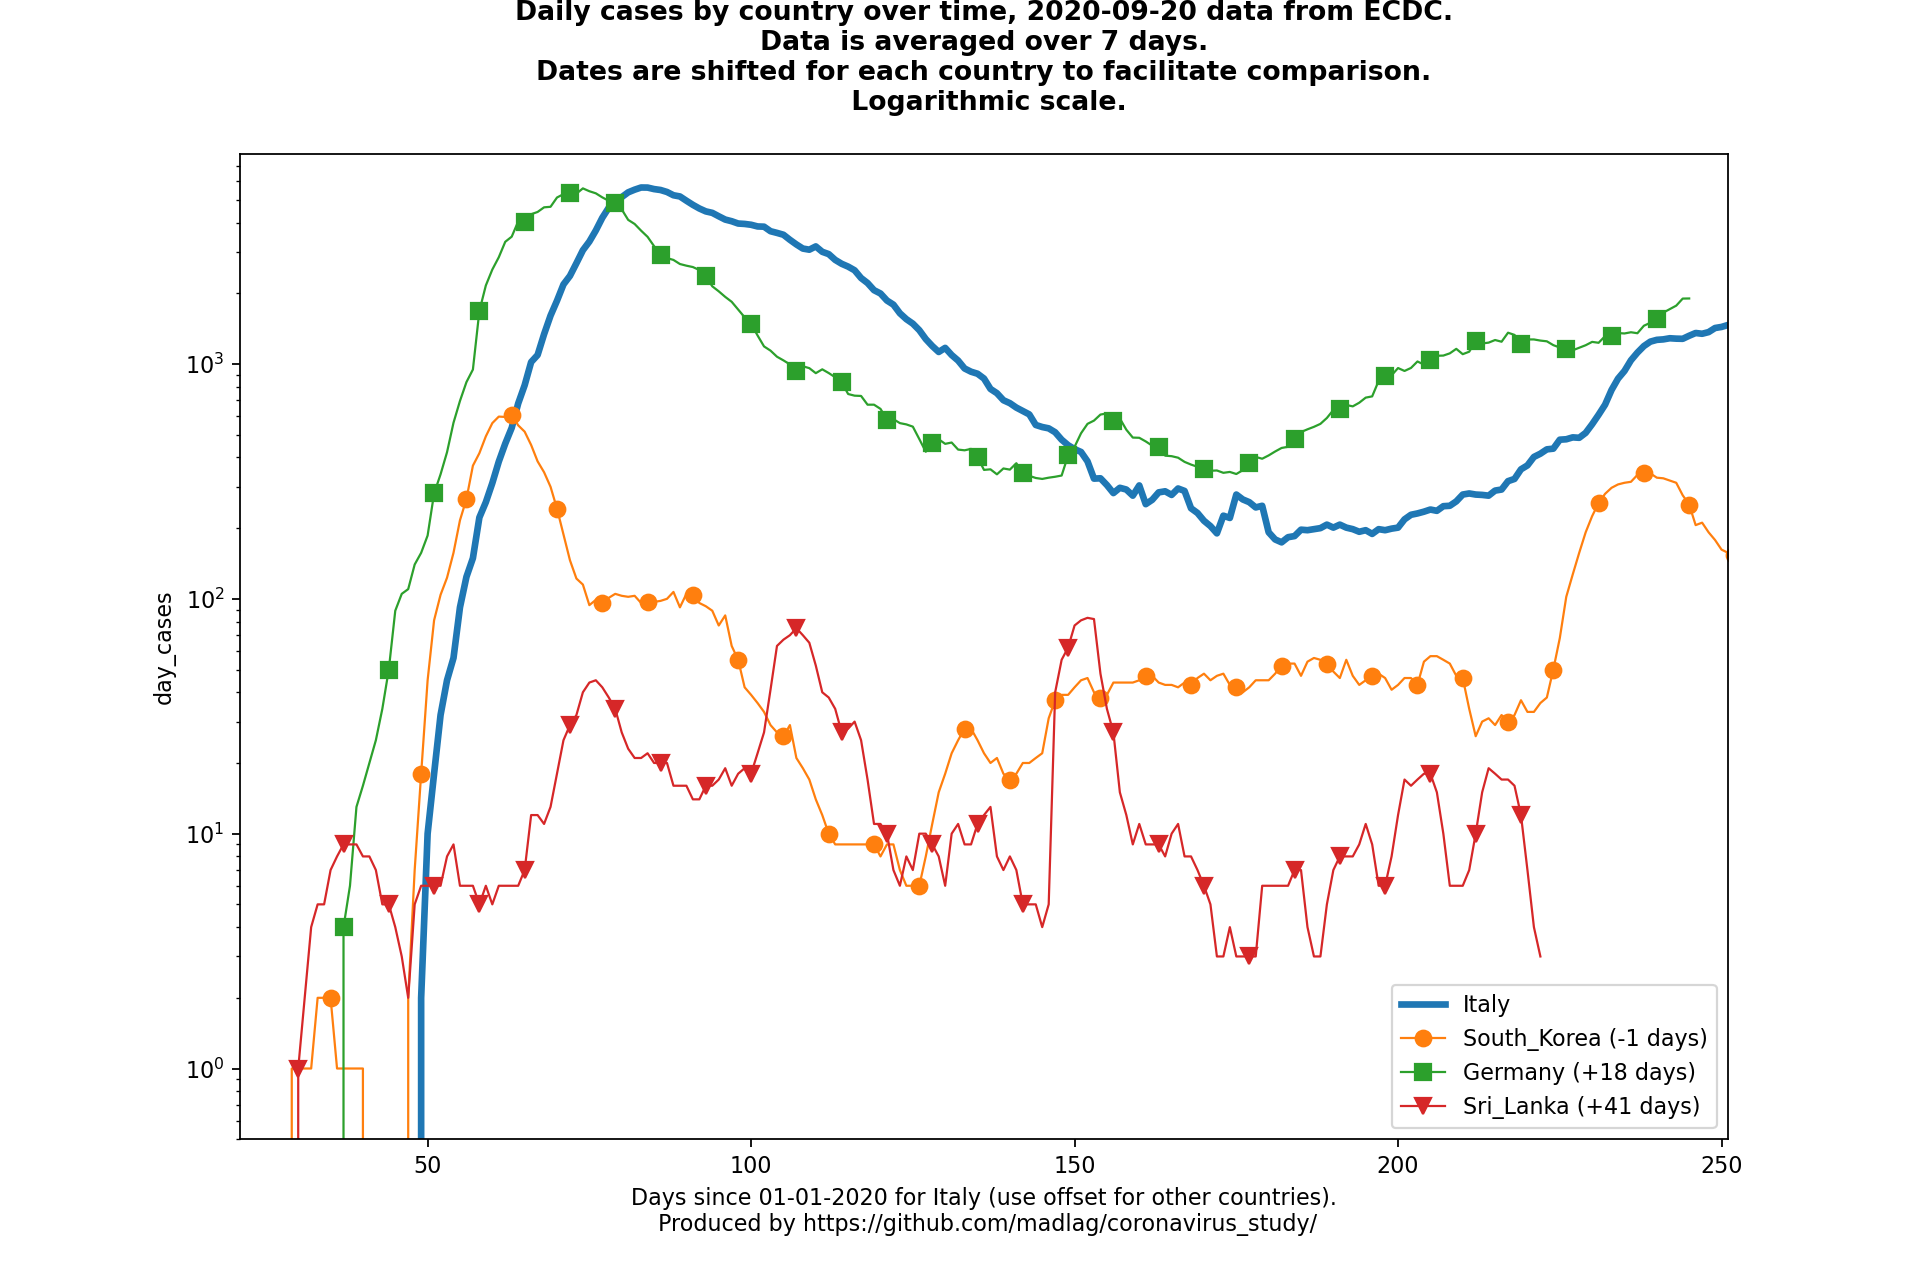 Daily cases by country over time, 2020-09-20 data from ECDC.
Data is averaged over 7 days.
Dates are shifted for each country to facilitate comparison.
Logarithmic scale.
10³
10²
10¹
10⁰
day_cases
Italy
South_Korea (-1 days)
Germany (+18 days)
Sri_Lanka (+41 days)
50
100
150
200
250
Days since 01-01-2020 for Italy (use offset for other countries).
Produced by https://github.com/madlag/coronavirus_study/